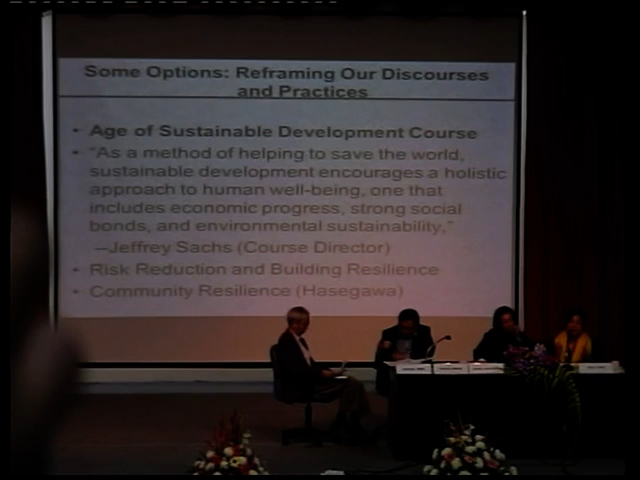 Some Options: Reframing Our Discourses
and Practices
• Age of Sustainable Development Course
• "As a method of helping to save the world,
sustainable development encourages a holistic
approach to human well-being, one that
includes economic progress, strong social
bonds, and environmental sustainability,"
–Jeffrey Sachs (Course Director)
• Risk Reduction and Building Resilience
• Community Resilience (Hasegawa)